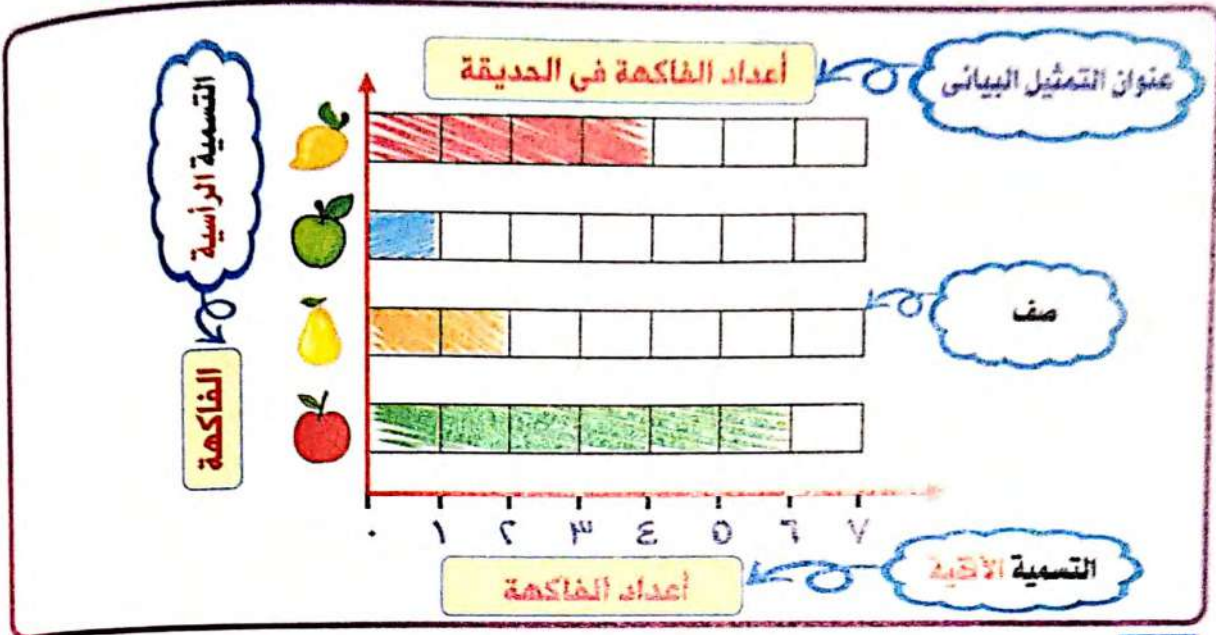 عنوان التمثيل البيانى
أعداد الفاكهة فى الحديقة
التسمية الرأسية
الفاكهة
صف
٠ ١ ٢ ٣ ٤ ٥ ٦ ٧
التسمية الأفقية
أعداد الفاكهة